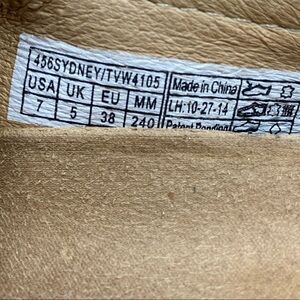 456SYDNEY/TVW4105
USA UK EU MM
7 5 38 240
Made in China
LH:10-27-14
Patent Pending